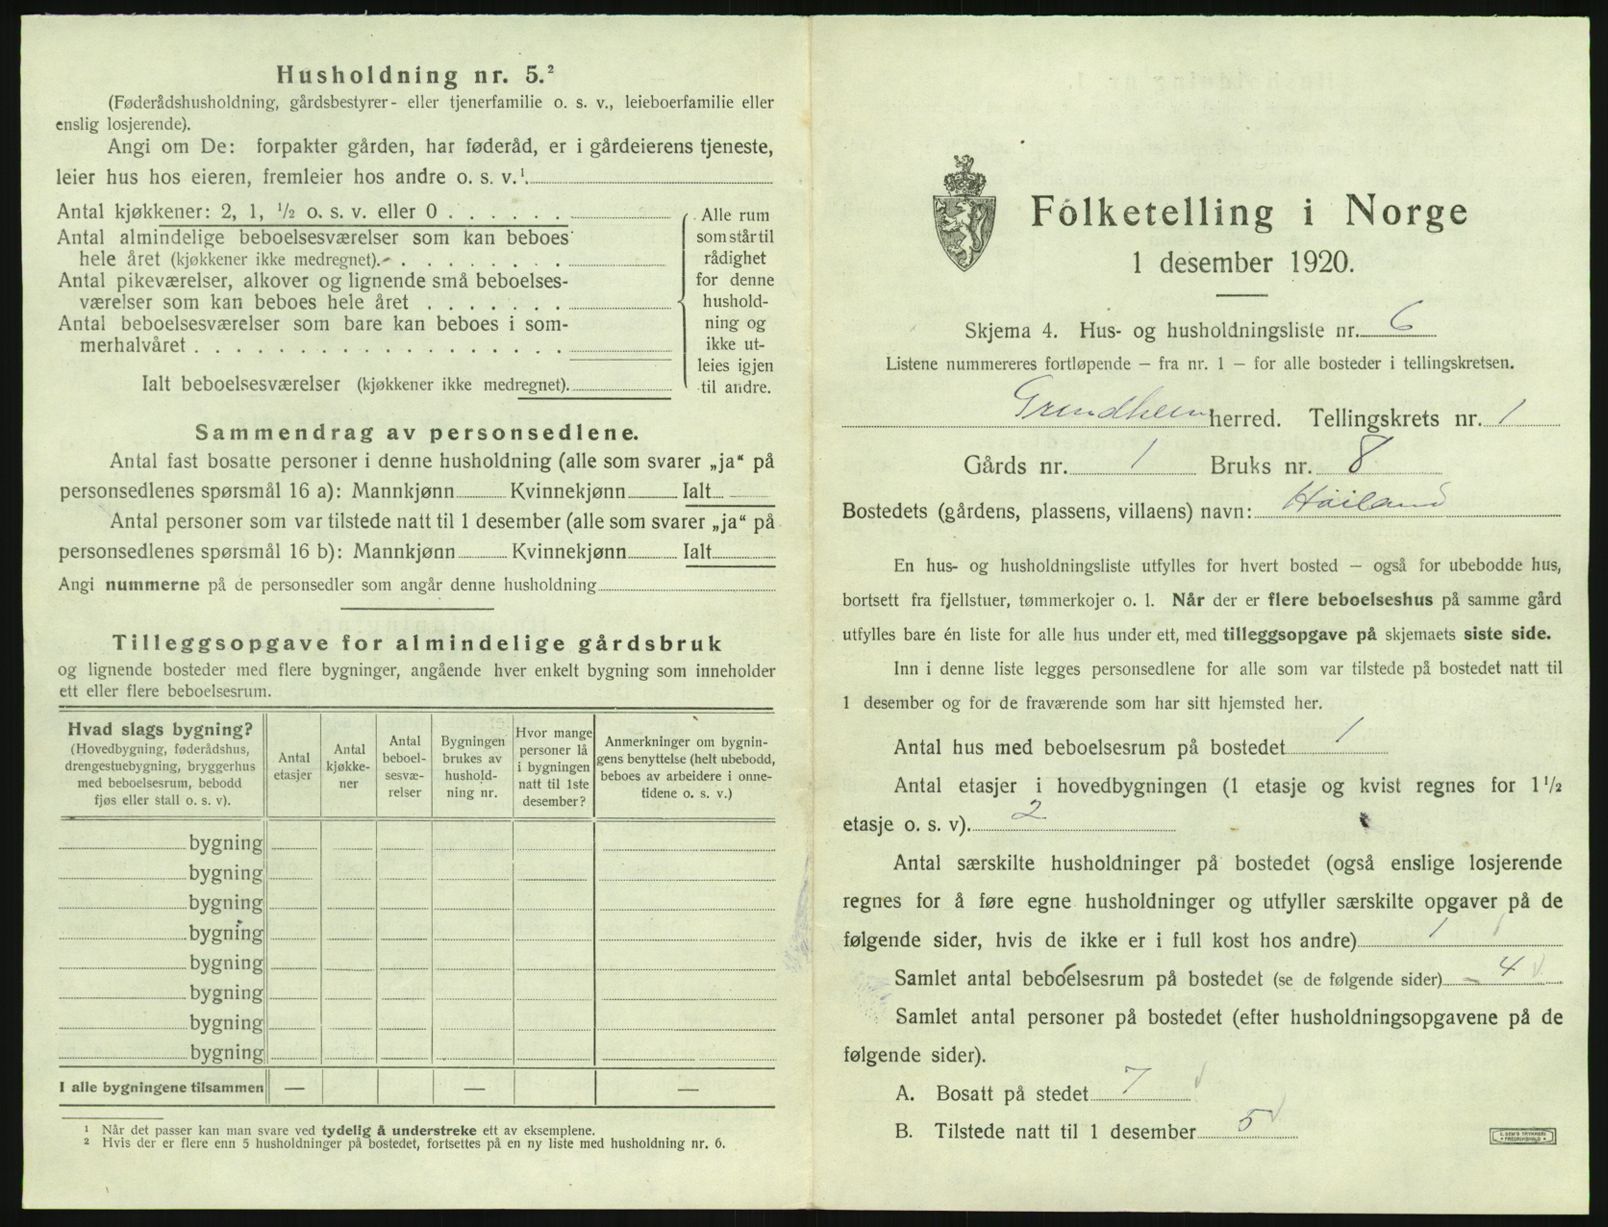 Husholdning nr. 5.²
(Føderådshusholdning, gårdsbestyrer- eller tjenerfamilie o. s. v., leieboerfamilie eller
enslig losjerende).
Angi om De: forpakter gården, har føderåd, er i gårdeierens tjeneste,
leier hus hos eieren, fremleier hos andre o. s. v.¹
Antal kjøkkener: 2, 1, ½ o. s. v. eller 0 . . . . . .
Antal almindelige beboelsesværelser som kan beboes
hele året (kjøkkener ikke medregnet). . . . . . . . .
Antal pikeværelser, alkover og lignende små beboelses-
værelser som kan beboes hele året . . . . . . .
Antal beboelsesværelser som bare kan beboes i som-
merhalvåret . . . . . . . . . . . . . . . . . .
Ialt beboelsesværelser (kjøkkener ikke medregnet).
Alle rum
som står til
rådighet
for denne
hushold-
ning og
ikke ut-
leies igjen
til andre.
Sammendrag av personsedlene.
Antal fast bosatte personer i denne husholdning (alle som svarer „ja“ på
personsedlenes spørsmål 16 a): Mannkjønn Kvinnekjønn Ialt
Antal personer som var tilstede natt til 1 desember (alle som svarer „ja“ på
personsedlenes spørsmål 16 b): Mannkjønn Kvinnekjønn Ialt
Angi nummerne på de personsedler som angår denne husholdning
Tilleggsopgave for almindelige gårdsbruk
og lignende bosteder med flere bygninger, angående hver enkelt bygning som inneholder
ett eller flere beboelsesrum.
Hvad slags bygning?
(Hovedbygning, føderådshus,
drengestuebygning, bryggerhus
med beboelsesrum, bebodd
fjøs eller stall o. s. v).
Antal
etasjer
Antal
kjøkke-
ner
Antal
beboel-
sesvæ-
relser
Bygningen
brukes av
hushold-
ning nr.
Hvor mange
personer lå
i bygningen
natt til 1ste
desember?
Anmerkninger om bygnin-
gens benyttelse (helt ubebodd,
beboes av arbeidere i onne-
tidene o. s. v.)
bygning
bygning
bygning
bygning
bygning
bygning
bygning
bygning
I alle bygningene tilsammen — — —
¹ Når det passer kan man svare ved tydelig å understreke ett av eksemplene.
² Hvis der er flere enn 5 husholdninger på bostedet, fortsettes på en ny liste med husholdning nr. 6.
Folketelling i Norge
1 desember 1920.
Skjema 4. Hus- og husholdningsliste nr. 6
Listene nummereres fortløpende – fra nr. 1 – for alle bosteder i tellingskretsen.
Grindheim herred. Tellingskrets nr. 1
Gårds nr. 1 Bruks nr. 8
Bostedets (gårdens, plassens, villaens) navn: Høiland
En hus- og husholdningsliste utfylles for hvert bosted – også for ubebodde hus,
bortsett fra fjellstuer, tømmerkojer o. l. Når der er flere beboelseshus på samme gård
utfylles bare én liste for alle hus under ett, med tilleggsopgave på skjemaets siste side.
Inn i denne liste legges personsedlene for alle som var tilstede på bostedet natt til
1 desember og for de fraværende som har sitt hjemsted her.
Antal hus med beboelsesrum på bostedet 1
Antal etasjer i hovedbygningen (1 etasje og kvist regnes for 1½
etasje o. s. v). 2
Antal særskilte husholdninger på bostedet (også enslige losjerende
regnes for å føre egne husholdninger og utfyller særskilte opgaver på de
følgende sider, hvis de ikke er i full kost hos andre) 1
Samlet antal beboelsesrum på bostedet (se de følgende sider) 4
Samlet antal personer på bostedet (efter husholdningsopgavene på de
følgende sider).
A. Bosatt på stedet 7
B. Tilstede natt til 1 desember 5